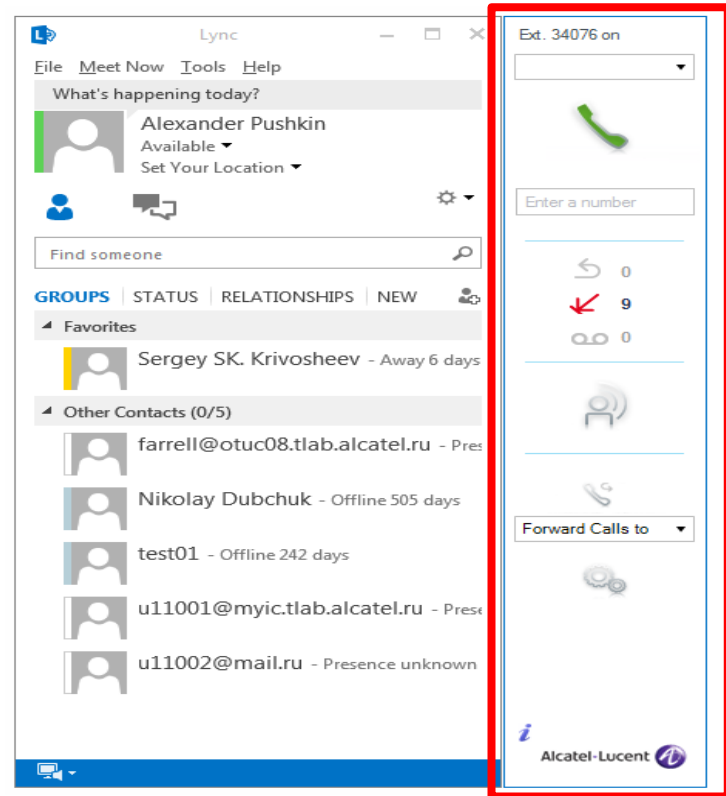 Lync
File Meet Now Tools Help
What's happening today?
Alexander Pushkin
Available
Set Your Location
Find someone
GROUPS STATUS RELATIONSHIPS NEW
Favorites
Sergey SK. Krivosheev - Away 6 days
Other Contacts (0/5)
farrell@otuc08.tlab.alcatel.ru - Pres
Nikolay Dubchuk - Offline 505 days
test01 - Offline 242 days
u11001@myic.tlab.alcatel.ru - Prese
u11002@mail.ru - Presence unknown
Ext. 34076 on
Enter a number
0
9
0
Forward Calls to
i
Alcatel-Lucent